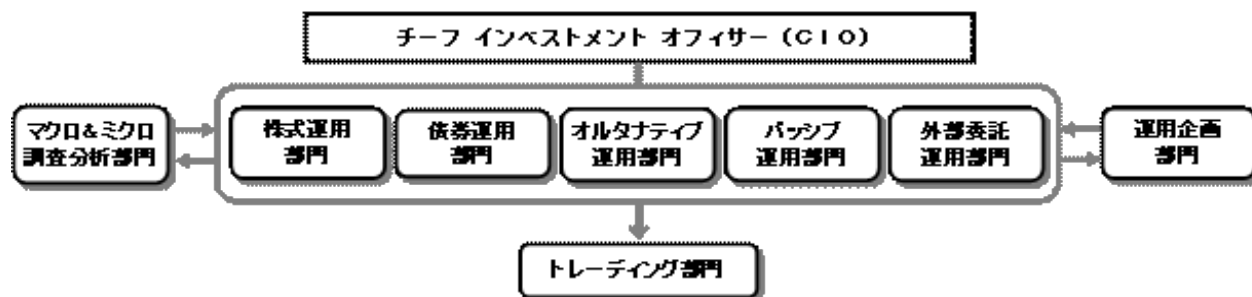 チーフ インベストメント オフィサー (CIO)
マクロ&ミクロ
調査分析部門
株式運用
部門
債券運用
部門
オルタナティブ
運用部門
パッシブ
運用部門
外部委託
運用部門
運用企画
部門
トレーディング部門